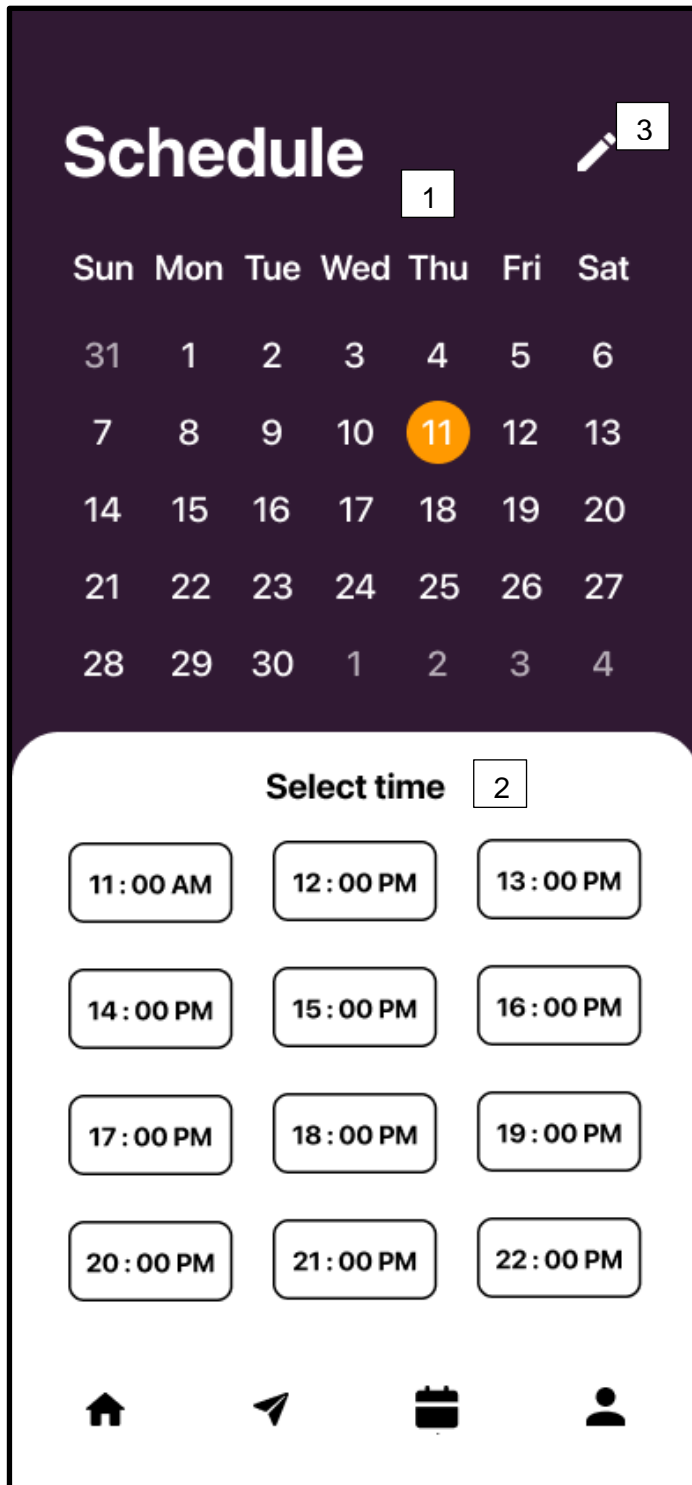 3
Schedule
1
Sun Mon Tue Wed Thu Fri Sat
31 1 2 3 4 5 6
7 8 9 10 11 12 13
14 15 16 17 18 19 20
21 22 23 24 25 26 27
28 29 30 1 2 3 4
Select time 2
11 : 00 AM 12 : 00 PM 13 : 00 PM
14 : 00 PM 15 : 00 PM 16 : 00 PM
17 : 00 PM 18 : 00 PM 19 : 00 PM
20 : 00 PM 21 : 00 PM 22 : 00 PM